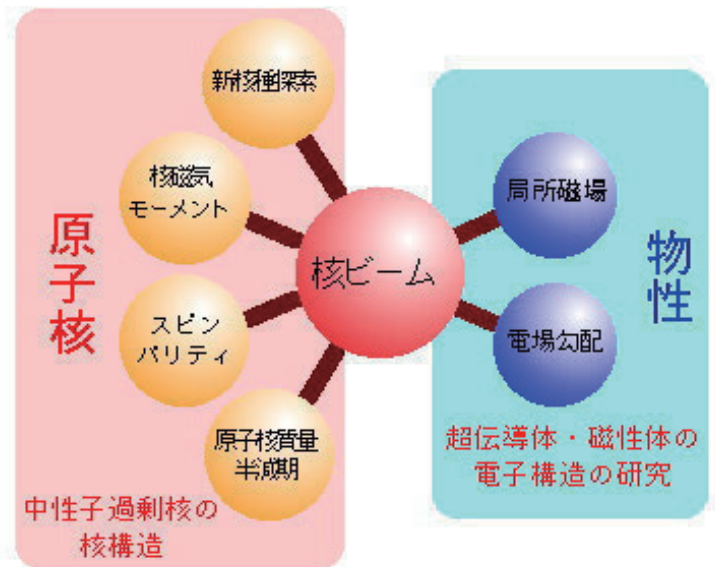 新核種探索
核磁気
モーメント
原子核
スピン
パリティ
原子核質量
半減期
中性子過剰核の
核構造
核ビーム
局所磁場
物性
電場勾配
超伝導体・磁性体の
電子構造の研究